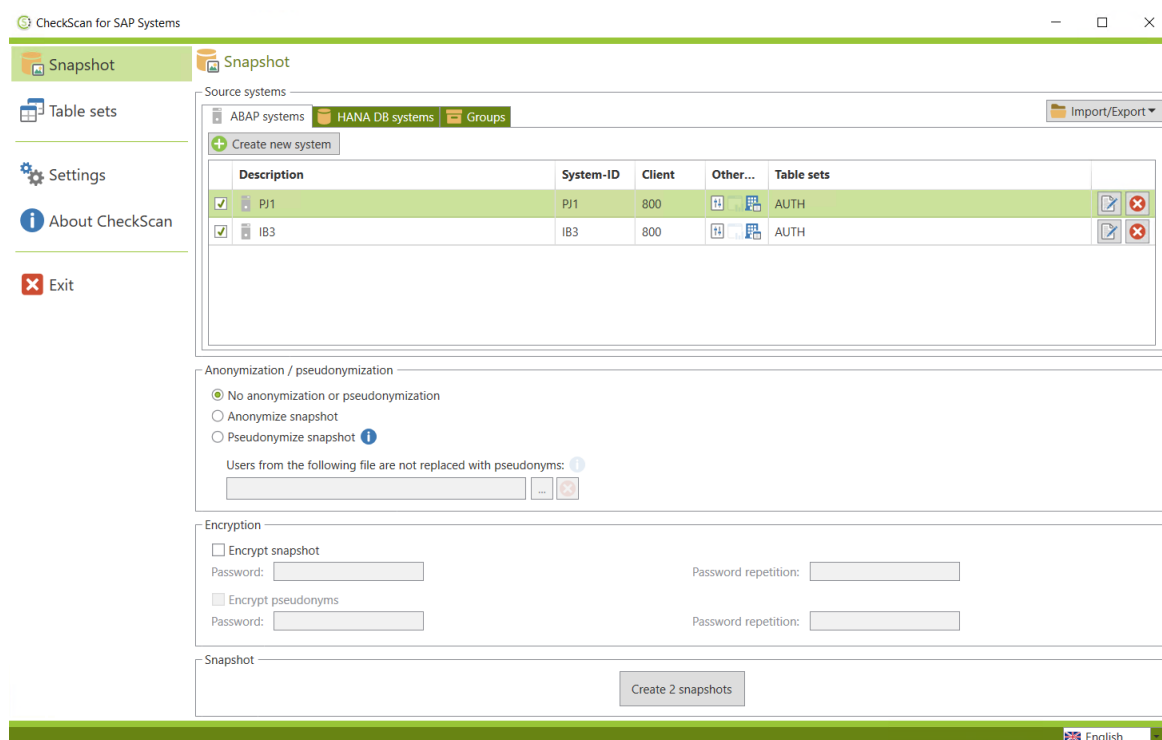 CheckScan for SAP Systems
Snapshot
Table sets
Settings
About CheckScan
Exit
Snapshot
Source systems
ABAP systems HANA DB systems Groups Import/Export
Create new system
Description System-ID Client Other... Table sets
PJ1 PJ1 800 AUTH
IB3 IB3 800 AUTH
Anonymization / pseudonymization
No anonymization or pseudonymization
Anonymize snapshot
Pseudonymize snapshot
Users from the following file are not replaced with pseudonyms:
...
Encryption
Encrypt snapshot
Password: Password repetition:
Encrypt pseudonyms
Password: Password repetition:
Snapshot
Create 2 snapshots
English